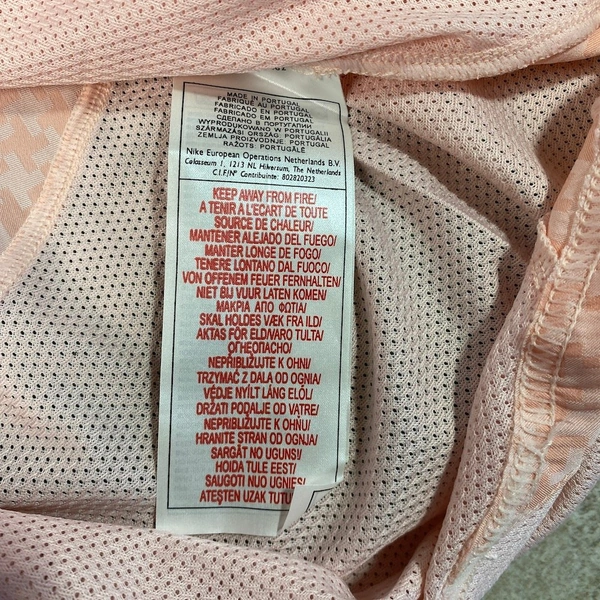 MADE IN PORTUGAL
FABRIQUÉ AU PORTUGAL
FABRICADO EN PORTUGAL
FABRICADO EM PORTUGAL
СДЕЛАНО В ПОРТУГАЛИИ
WYPRODUKOWANO W PORTUGALII
SZÁRMAZÁSI ORSZÁG: PORTUGÁLIA
ZEMLJA PROIZVODNJE: PORTUGAL
RAŽOTS: PORTUGĀLĒ
Nike European Operations Netherlands B.V.
Colosseum 1, 1213 NL Hilversum, The Netherlands
C.I.F/Nº Contribuinte: 802820323
KEEP AWAY FROM FIRE/
A TENIR A L'ECART DE TOUTE
SOURCE DE CHALEUR/
MANTENER ALEJADO DEL FUEGO/
MANTER LONGE DE FOGO/
TENERE LONTANO DAL FUOCO/
VON OFFENEM FEUER FERNHALTEN/
NIET BIJ VUUR LATEN KOMEN/
ΜΑΚΡΙΑ ΑΠΟ ΦΩΤΙΑ/
SKAL HOLDES VÆK FRA ILD/
AKTAS FÖR ELD/VARO TULTA/
ОГНЕОПАСНО/
NEPRIBLIŽUJTE K OHNI/
TRZYMAĆ Z DALA OD OGNIA/
VÉDJE NYÍLT LÁNG ELŐL/
DRŽATI PODALJE OD VATRE/
NEPRIBLIŽUJTE K OHŇU/
HRANITE STRAN OD OGNJA/
SARGĀT NO UGUNS!/
HOIDA TULE EEST!/
SAUGOTI NUO UGNIES/
ATEŞTEN UZAK TUTU